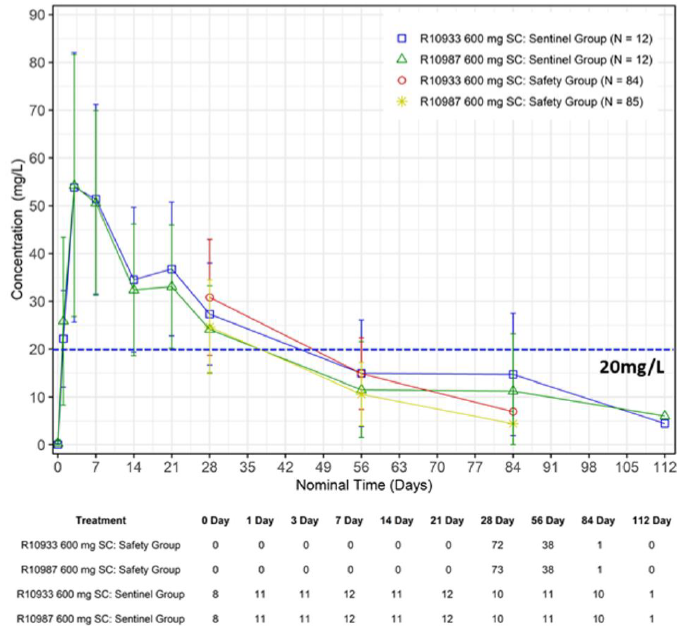 90
80
70
60
50
40
30
20
10
0
Concentration (mg/L)
R10933 600 mg SC: Sentinel Group (N = 12)
R10987 600 mg SC: Sentinel Group (N = 12)
R10933 600 mg SC: Safety Group (N = 84)
R10987 600 mg SC: Safety Group (N = 85)
20mg/L
0 7 14 21 28 35 42 49 56 63 70 77 84 91 98 105 112
Nominal Time (Days)
Treatment 0 Day 1 Day 3 Day 7 Day 14 Day 21 Day 28 Day 56 Day 84 Day 112 Day
R10933 600 mg SC: Safety Group 0 0 0 0 0 0 72 38 1 0
R10987 600 mg SC: Safety Group 0 0 0 0 0 0 73 38 1 0
R10933 600 mg SC: Sentinel Group 8 11 11 12 11 12 10 11 10 1
R10987 600 mg SC: Sentinel Group 8 11 11 12 11 12 10 11 10 1